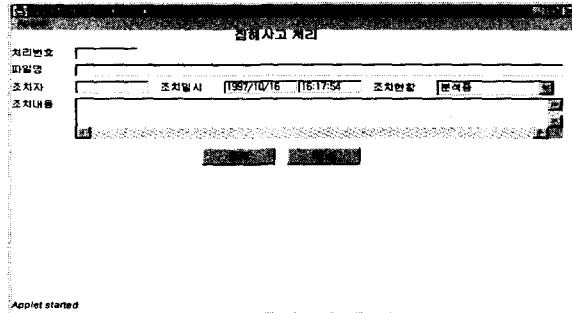 침해사고 처리
처리번호
파일명
조치자 조치일시 1997/10/16 16:17:54 조치현황 분석중
조치내용
Applet started